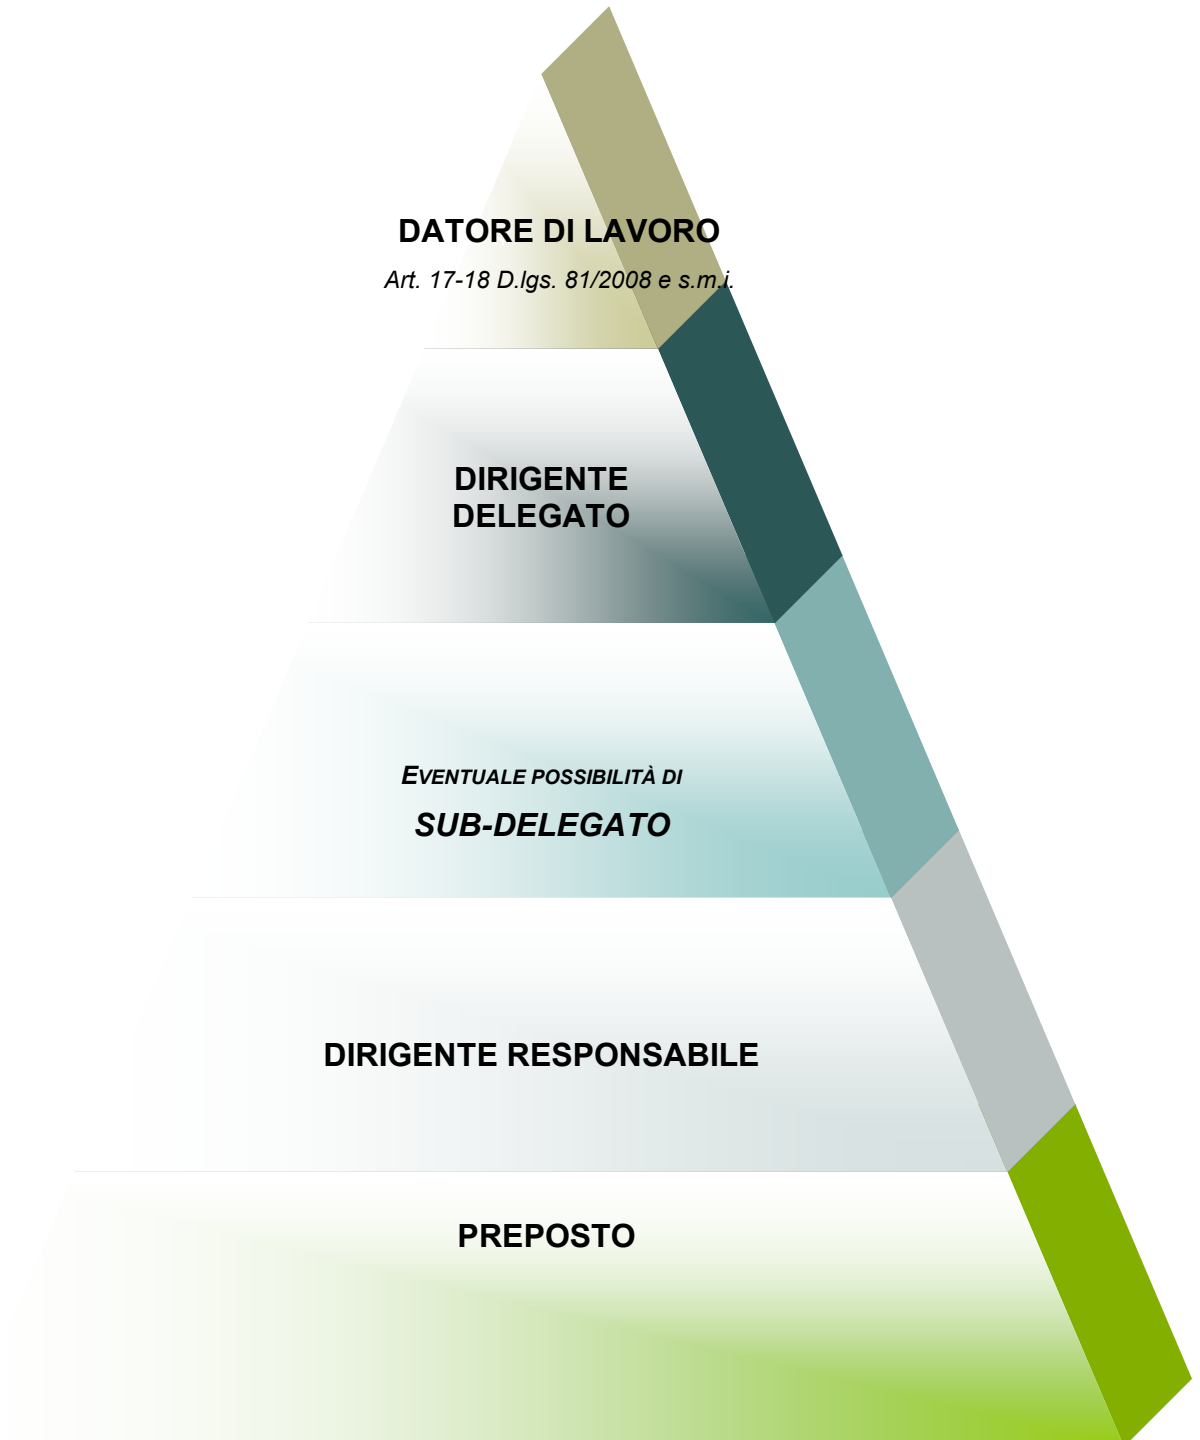 DATORE DI LAVORO
Art. 17-18 D.lgs. 81/2008 e s.m.i.
DIRIGENTE
DELEGATO
EVENTUALE POSSIBILITÀ DI
SUB-DELEGATO
DIRIGENTE RESPONSABILE
PREPOSTO